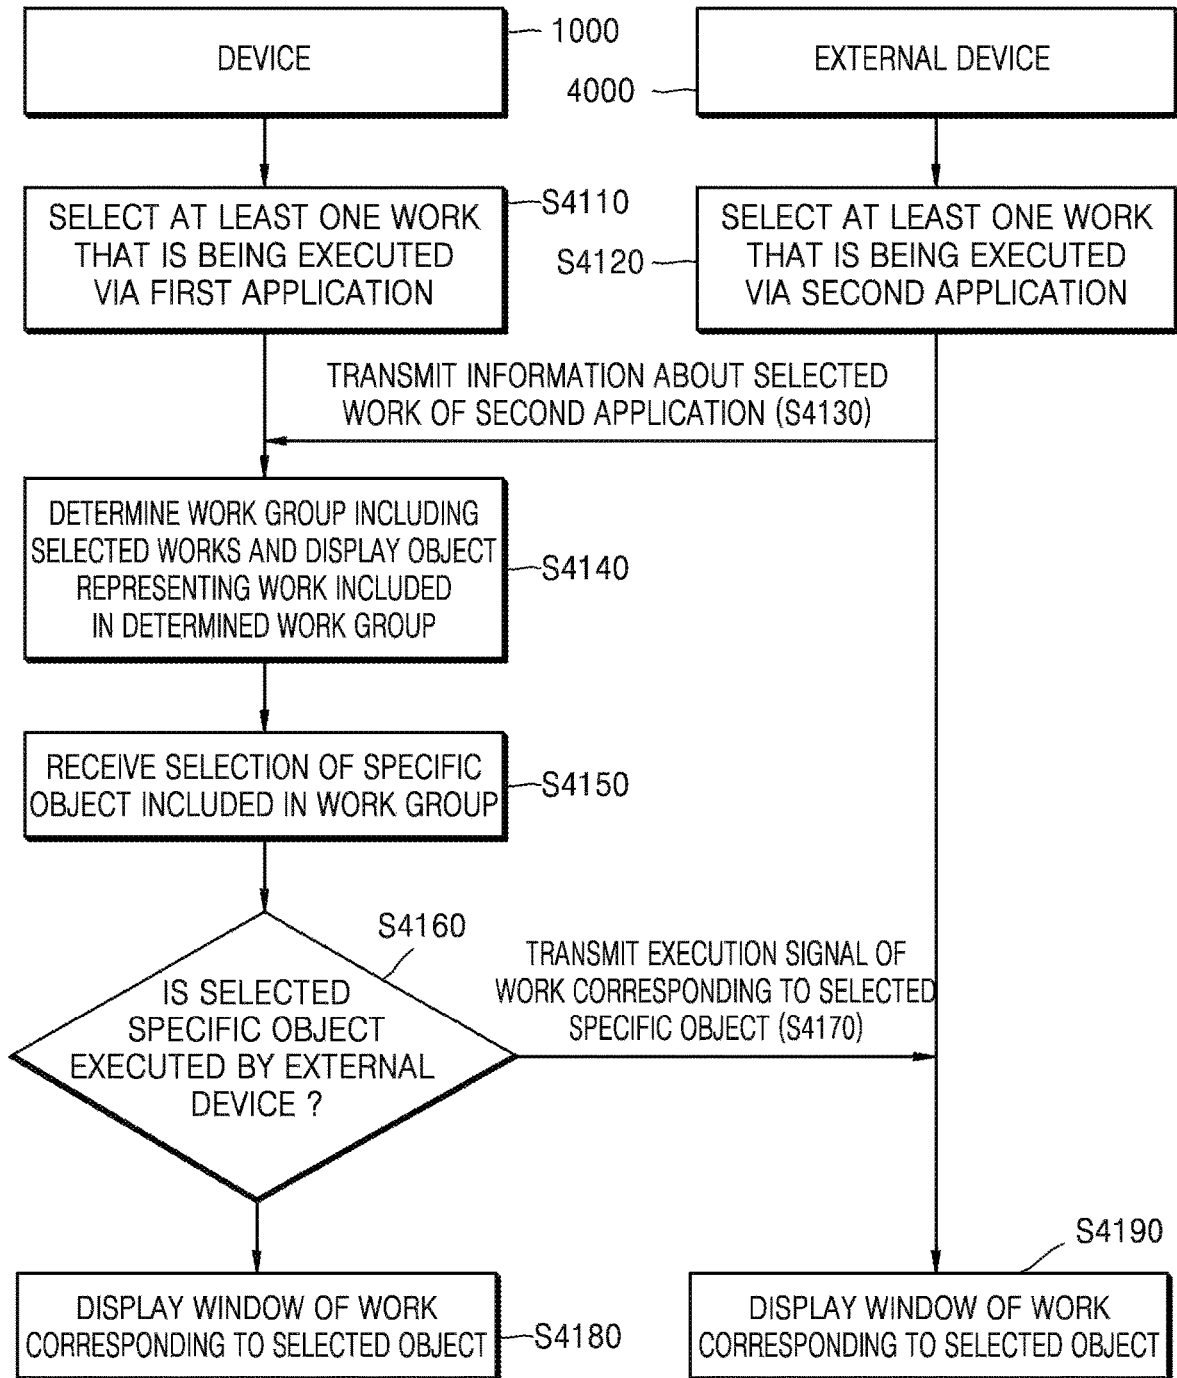 DEVICE
1000
EXTERNAL DEVICE
4000
SELECT AT LEAST ONE WORK
THAT IS BEING EXECUTED
VIA FIRST APPLICATION
S4110
SELECT AT LEAST ONE WORK
THAT IS BEING EXECUTED
VIA SECOND APPLICATION
S4120
TRANSMIT INFORMATION ABOUT SELECTED
WORK OF SECOND APPLICATION (S4130)
DETERMINE WORK GROUP INCLUDING
SELECTED WORKS AND DISPLAY OBJECT
REPRESENTING WORK INCLUDED
IN DETERMINED WORK GROUP
S4140
RECEIVE SELECTION OF SPECIFIC
OBJECT INCLUDED IN WORK GROUP
S4150
S4160
IS SELECTED
SPECIFIC OBJECT
EXECUTED BY EXTERNAL
DEVICE ?
TRANSMIT EXECUTION SIGNAL OF
WORK CORRESPONDING TO SELECTED
SPECIFIC OBJECT (S4170)
DISPLAY WINDOW OF WORK
CORRESPONDING TO SELECTED OBJECT
S4180
S4190
DISPLAY WINDOW OF WORK
CORRESPONDING TO SELECTED OBJECT